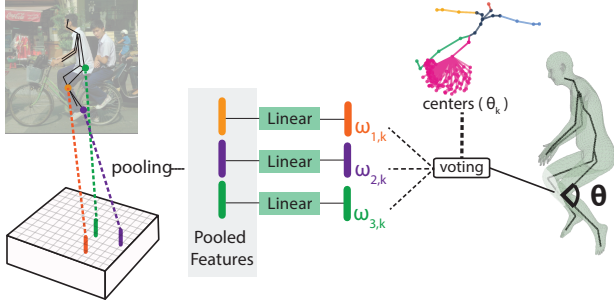 pooling
Pooled
Features
Linear
Linear
Linear
ω1,k
ω2,k
ω3,k
centers (θk)
voting
θ